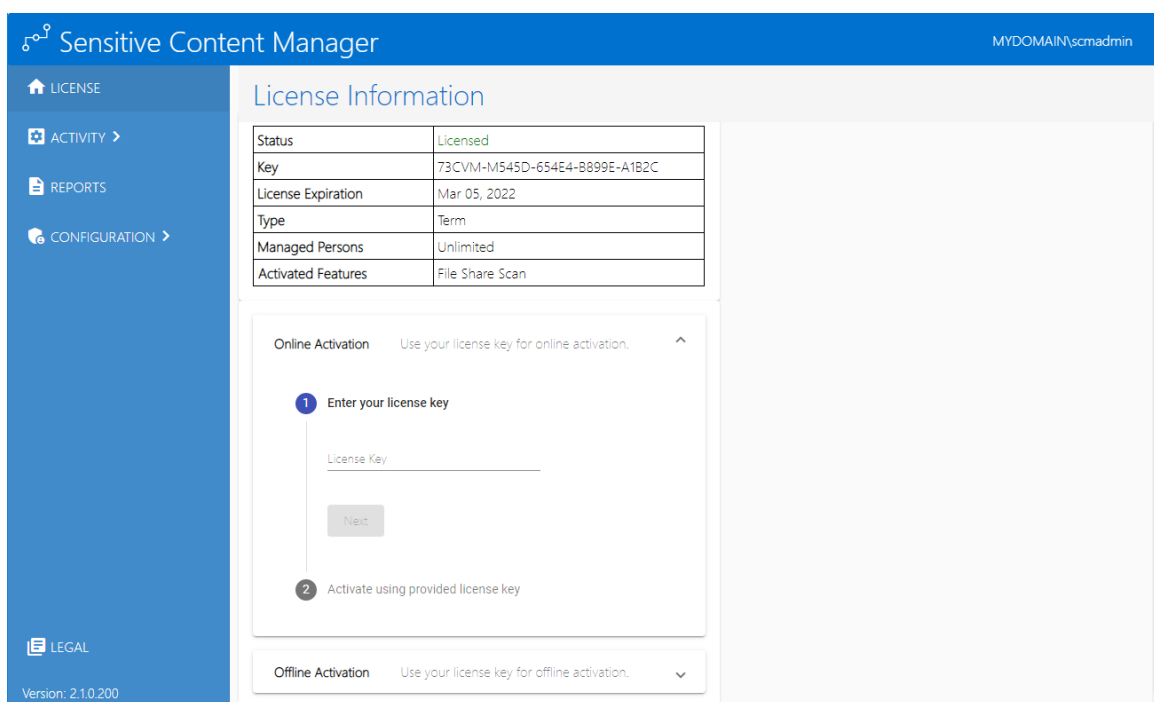 Sensitive Content Manager
MYDOMAIN\scmadmin
LICENSE
ACTIVITY
REPORTS
CONFIGURATION
LEGAL
Version: 2.1.0.200
License Information
Status Licensed
Key 73CVM-M545D-654E4-B899E-A1B2C
License Expiration Mar 05, 2022
Type Term
Managed Persons Unlimited
Activated Features File Share Scan
Online Activation Use your license key for online activation.
1 Enter your license key
License Key
Next
2 Activate using provided license key
Offline Activation Use your license key for offline activation.